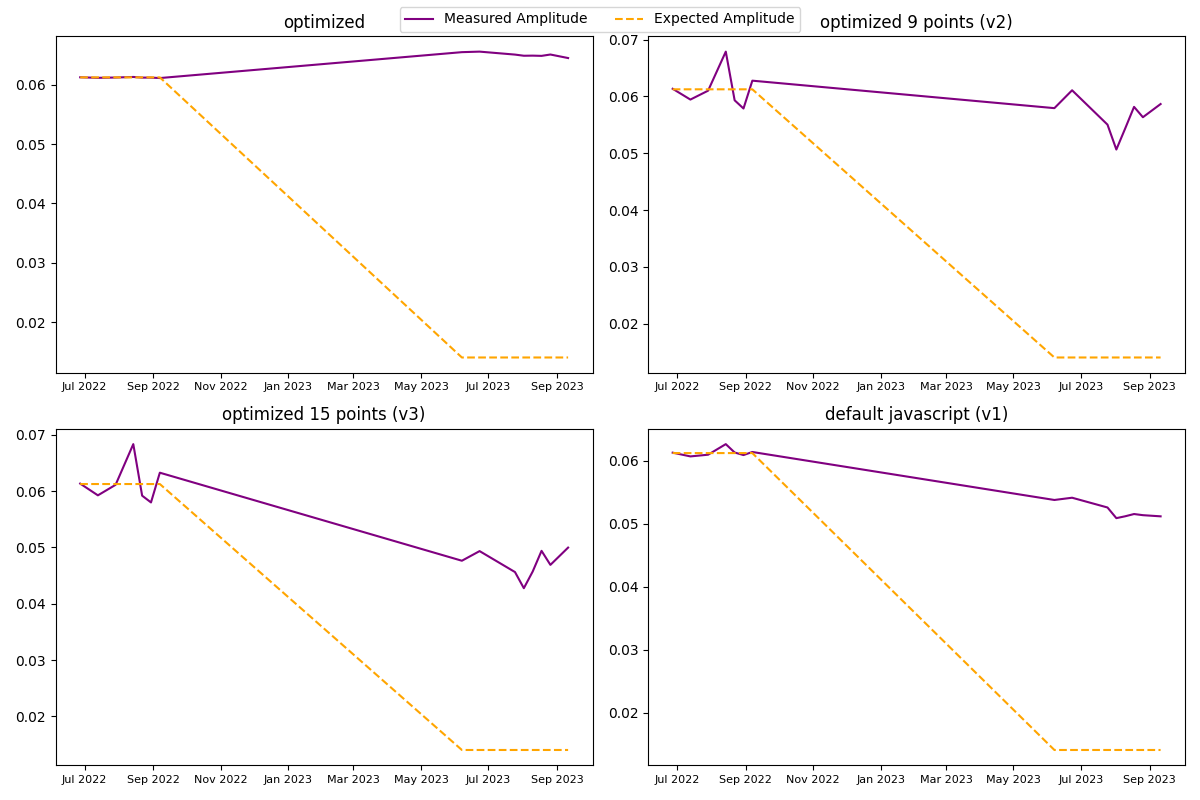 Measured Amplitude Expected Amplitude
optimized
0.06
0.05
0.04
0.03
0.02
Jul 2022 Sep 2022 Nov 2022 Jan 2023 Mar 2023 May 2023 Jul 2023 Sep 2023
optimized 9 points (v2)
0.07
0.06
0.05
0.04
0.03
0.02
Jul 2022 Sep 2022 Nov 2022 Jan 2023 Mar 2023 May 2023 Jul 2023 Sep 2023
optimized 15 points (v3)
0.07
0.06
0.05
0.04
0.03
0.02
Jul 2022 Sep 2022 Nov 2022 Jan 2023 Mar 2023 May 2023 Jul 2023 Sep 2023
default javascript (v1)
0.06
0.05
0.04
0.03
0.02
Jul 2022 Sep 2022 Nov 2022 Jan 2023 Mar 2023 May 2023 Jul 2023 Sep 2023